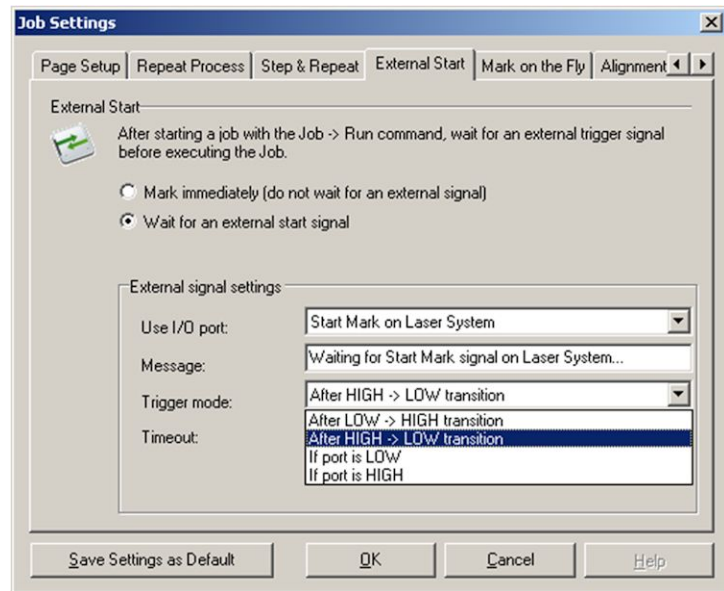 Job Settings
Page Setup Repeat Process Step & Repeat External Start Mark on the Fly Alignment
External Start
After starting a job with the Job -> Run command, wait for an external trigger signal
before executing the Job.
Mark immediately (do not wait for an external signal)
Wait for an external start signal
External signal settings
Use I/O port: Start Mark on Laser System
Message: Waiting for Start Mark signal on Laser System...
Trigger mode: After HIGH -> LOW transition
After LOW -> HIGH transition
Timeout: After HIGH -> LOW transition
If port is LOW
If port is HIGH
Save Settings as Default OK Cancel Help